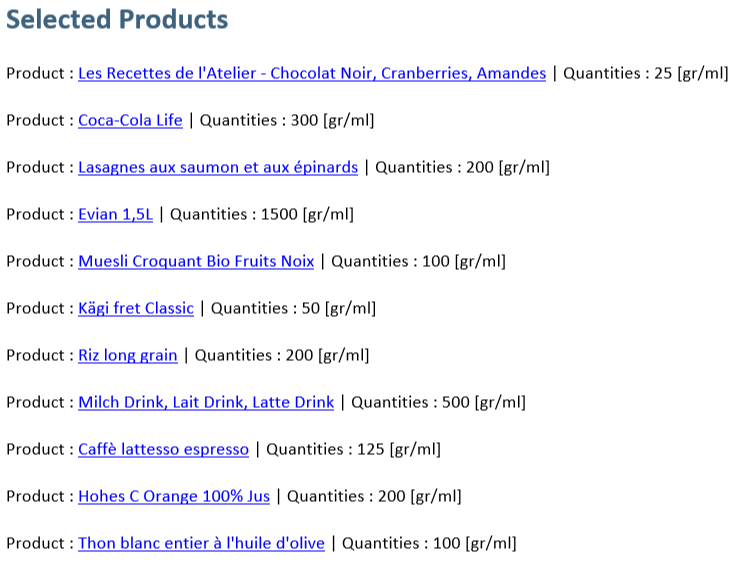 Selected Products
Product : Les Recettes de l'Atelier - Chocolat Noir, Cranberries, Amandes | Quantities : 25 [gr/ml]
Product : Coca-Cola Life | Quantities : 300 [gr/ml]
Product : Lasagnes aux saumon et aux épinards | Quantities : 200 [gr/ml]
Product : Evian 1,5L | Quantities : 1500 [gr/ml]
Product : Muesli Croquant Bio Fruits Noix | Quantities : 100 [gr/ml]
Product : Kägi fret Classic | Quantities : 50 [gr/ml]
Product : Riz long grain | Quantities : 200 [gr/ml]
Product : Milch Drink, Lait Drink, Latte Drink | Quantities : 500 [gr/ml]
Product : Caffè lattesso espresso | Quantities : 125 [gr/ml]
Product : Hohes C Orange 100% Jus | Quantities : 200 [gr/ml]
Product : Thon blanc entier à l'huile d'olive | Quantities : 100 [gr/ml]